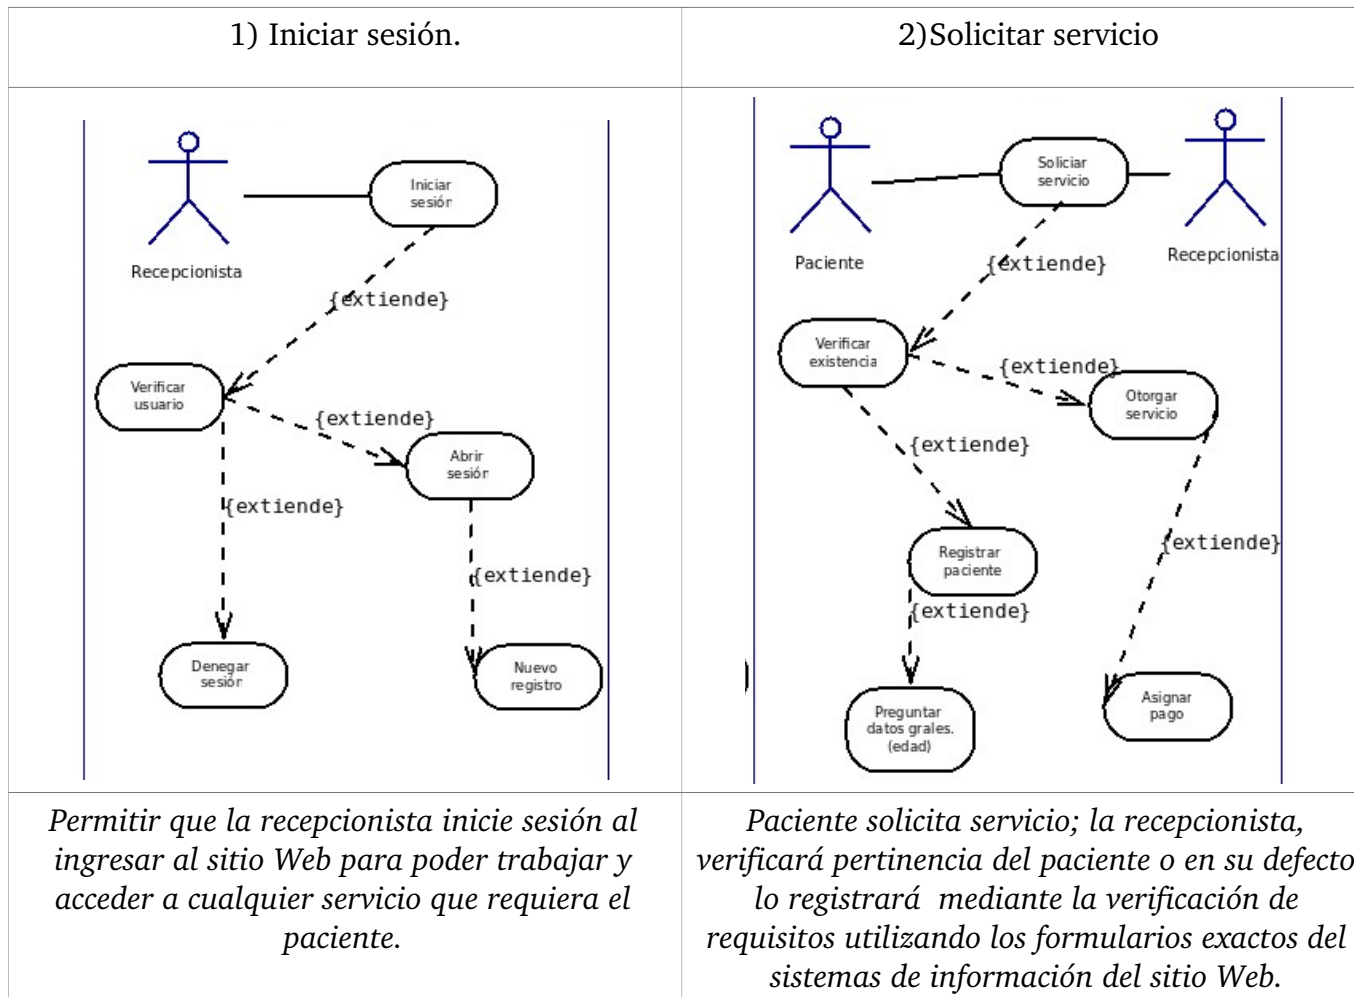 1) Iniciar sesión.
2)Solicitar servicio
Iniciar
sesión
Recepcionista
{extiende}
Verificar
usuario
{extiende}
Abrir
sesión
{extiende}
{extiende}
Denegar
sesión
Nuevo
registro
Soliciar
servicio
Paciente
Recepcionista
{extiende}
Verificar
existencia
{extiende}
Otorgar
servicio
{extiende}
Registrar
paciente
{extiende}
{extiende}
Preguntar
datos grales.
(edad)
Asignar
pago
Permitir que la recepcionista inicie sesión al
ingresar al sitio Web para poder trabajar y
acceder a cualquier servicio que requiera el
paciente.
Paciente solicita servicio; la recepcionista,
verificará pertinencia del paciente o en su defecto
lo registrará  mediante la verificación de
requisitos utilizando los formularios exactos del
sistemas de información del sitio Web.